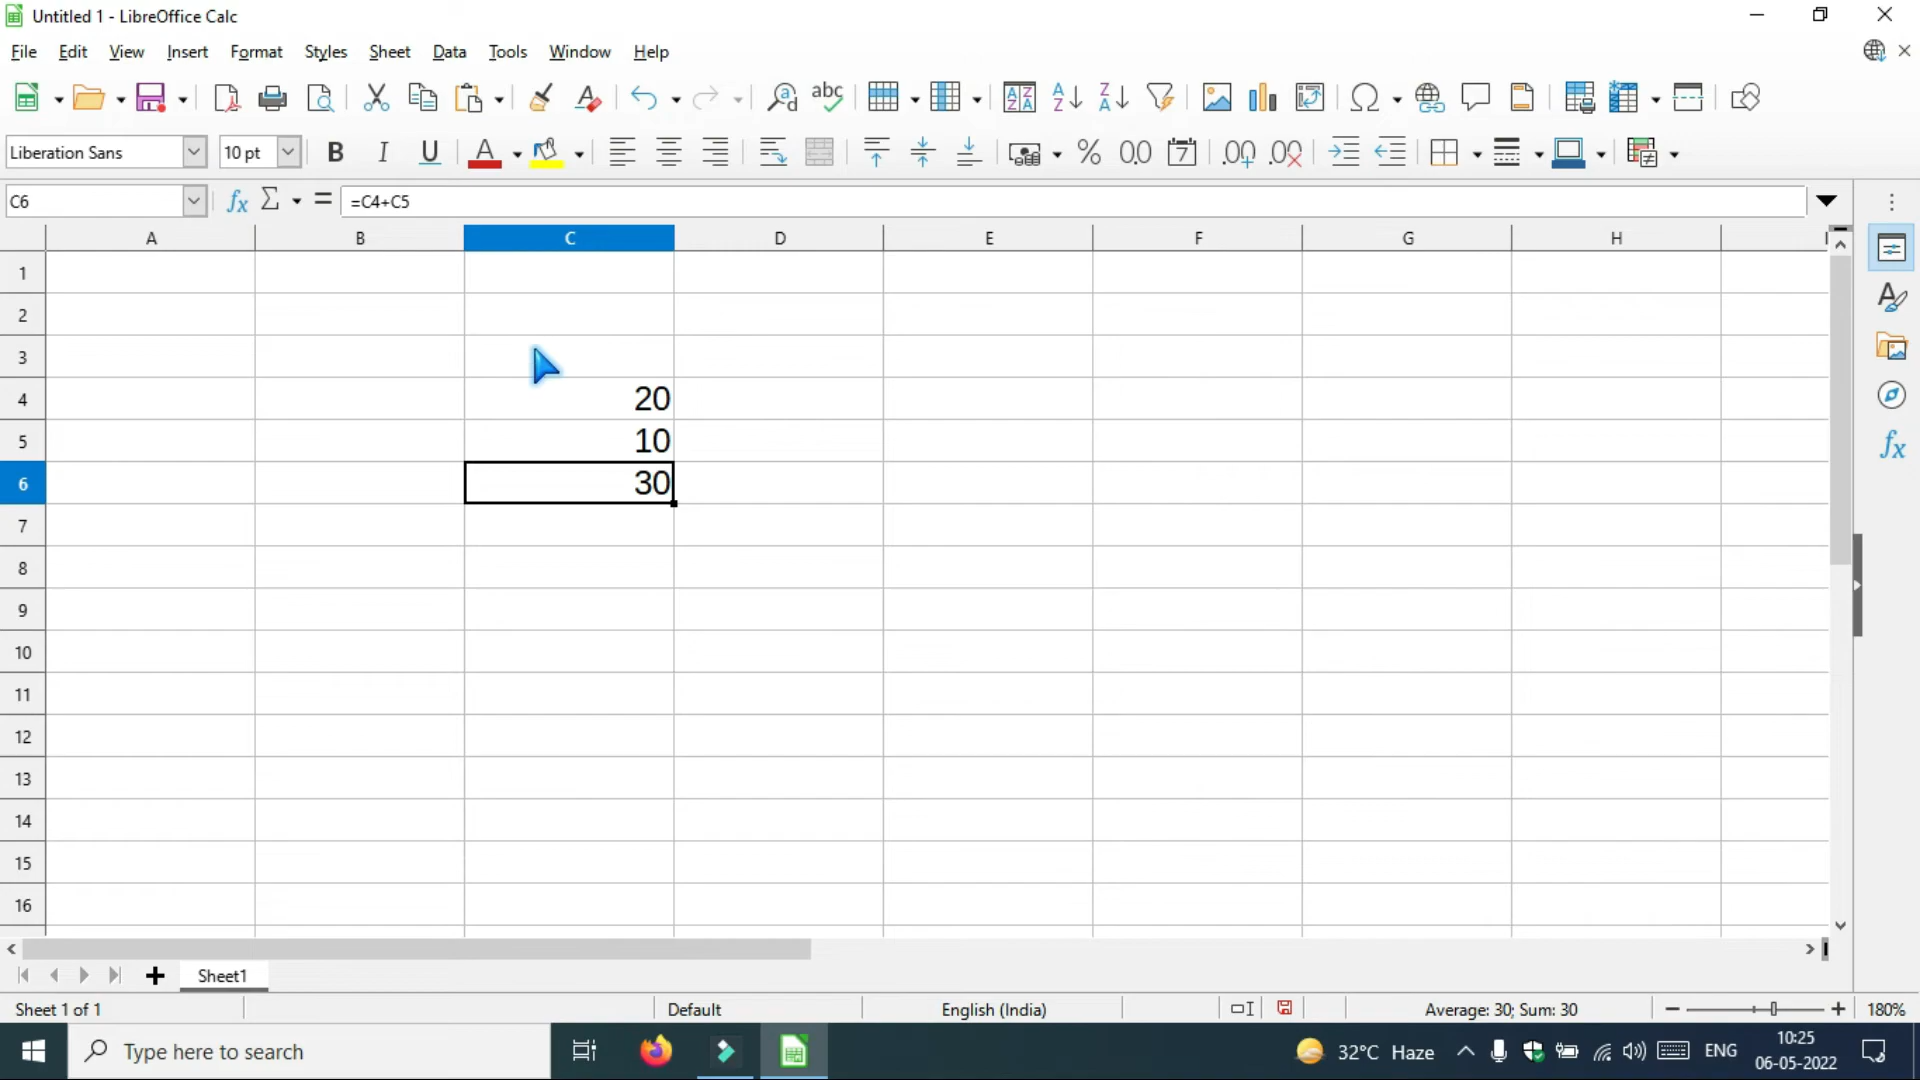 Untitled 1 - LibreOffice Calc
File Edit View Insert Format Styles Sheet Data Tools Window Help
Liberation Sans 10 pt
C6 =C4+C5
A B C D E F G H
1
2
3
4 20
5 10
6 30
7
8
9
10
11
12
13
14
15
16
Sheet1
Sheet 1 of 1 Default English (India) Average: 30; Sum: 30 180%
Type here to search 32°C Haze ENG 10:25
06-05-2022